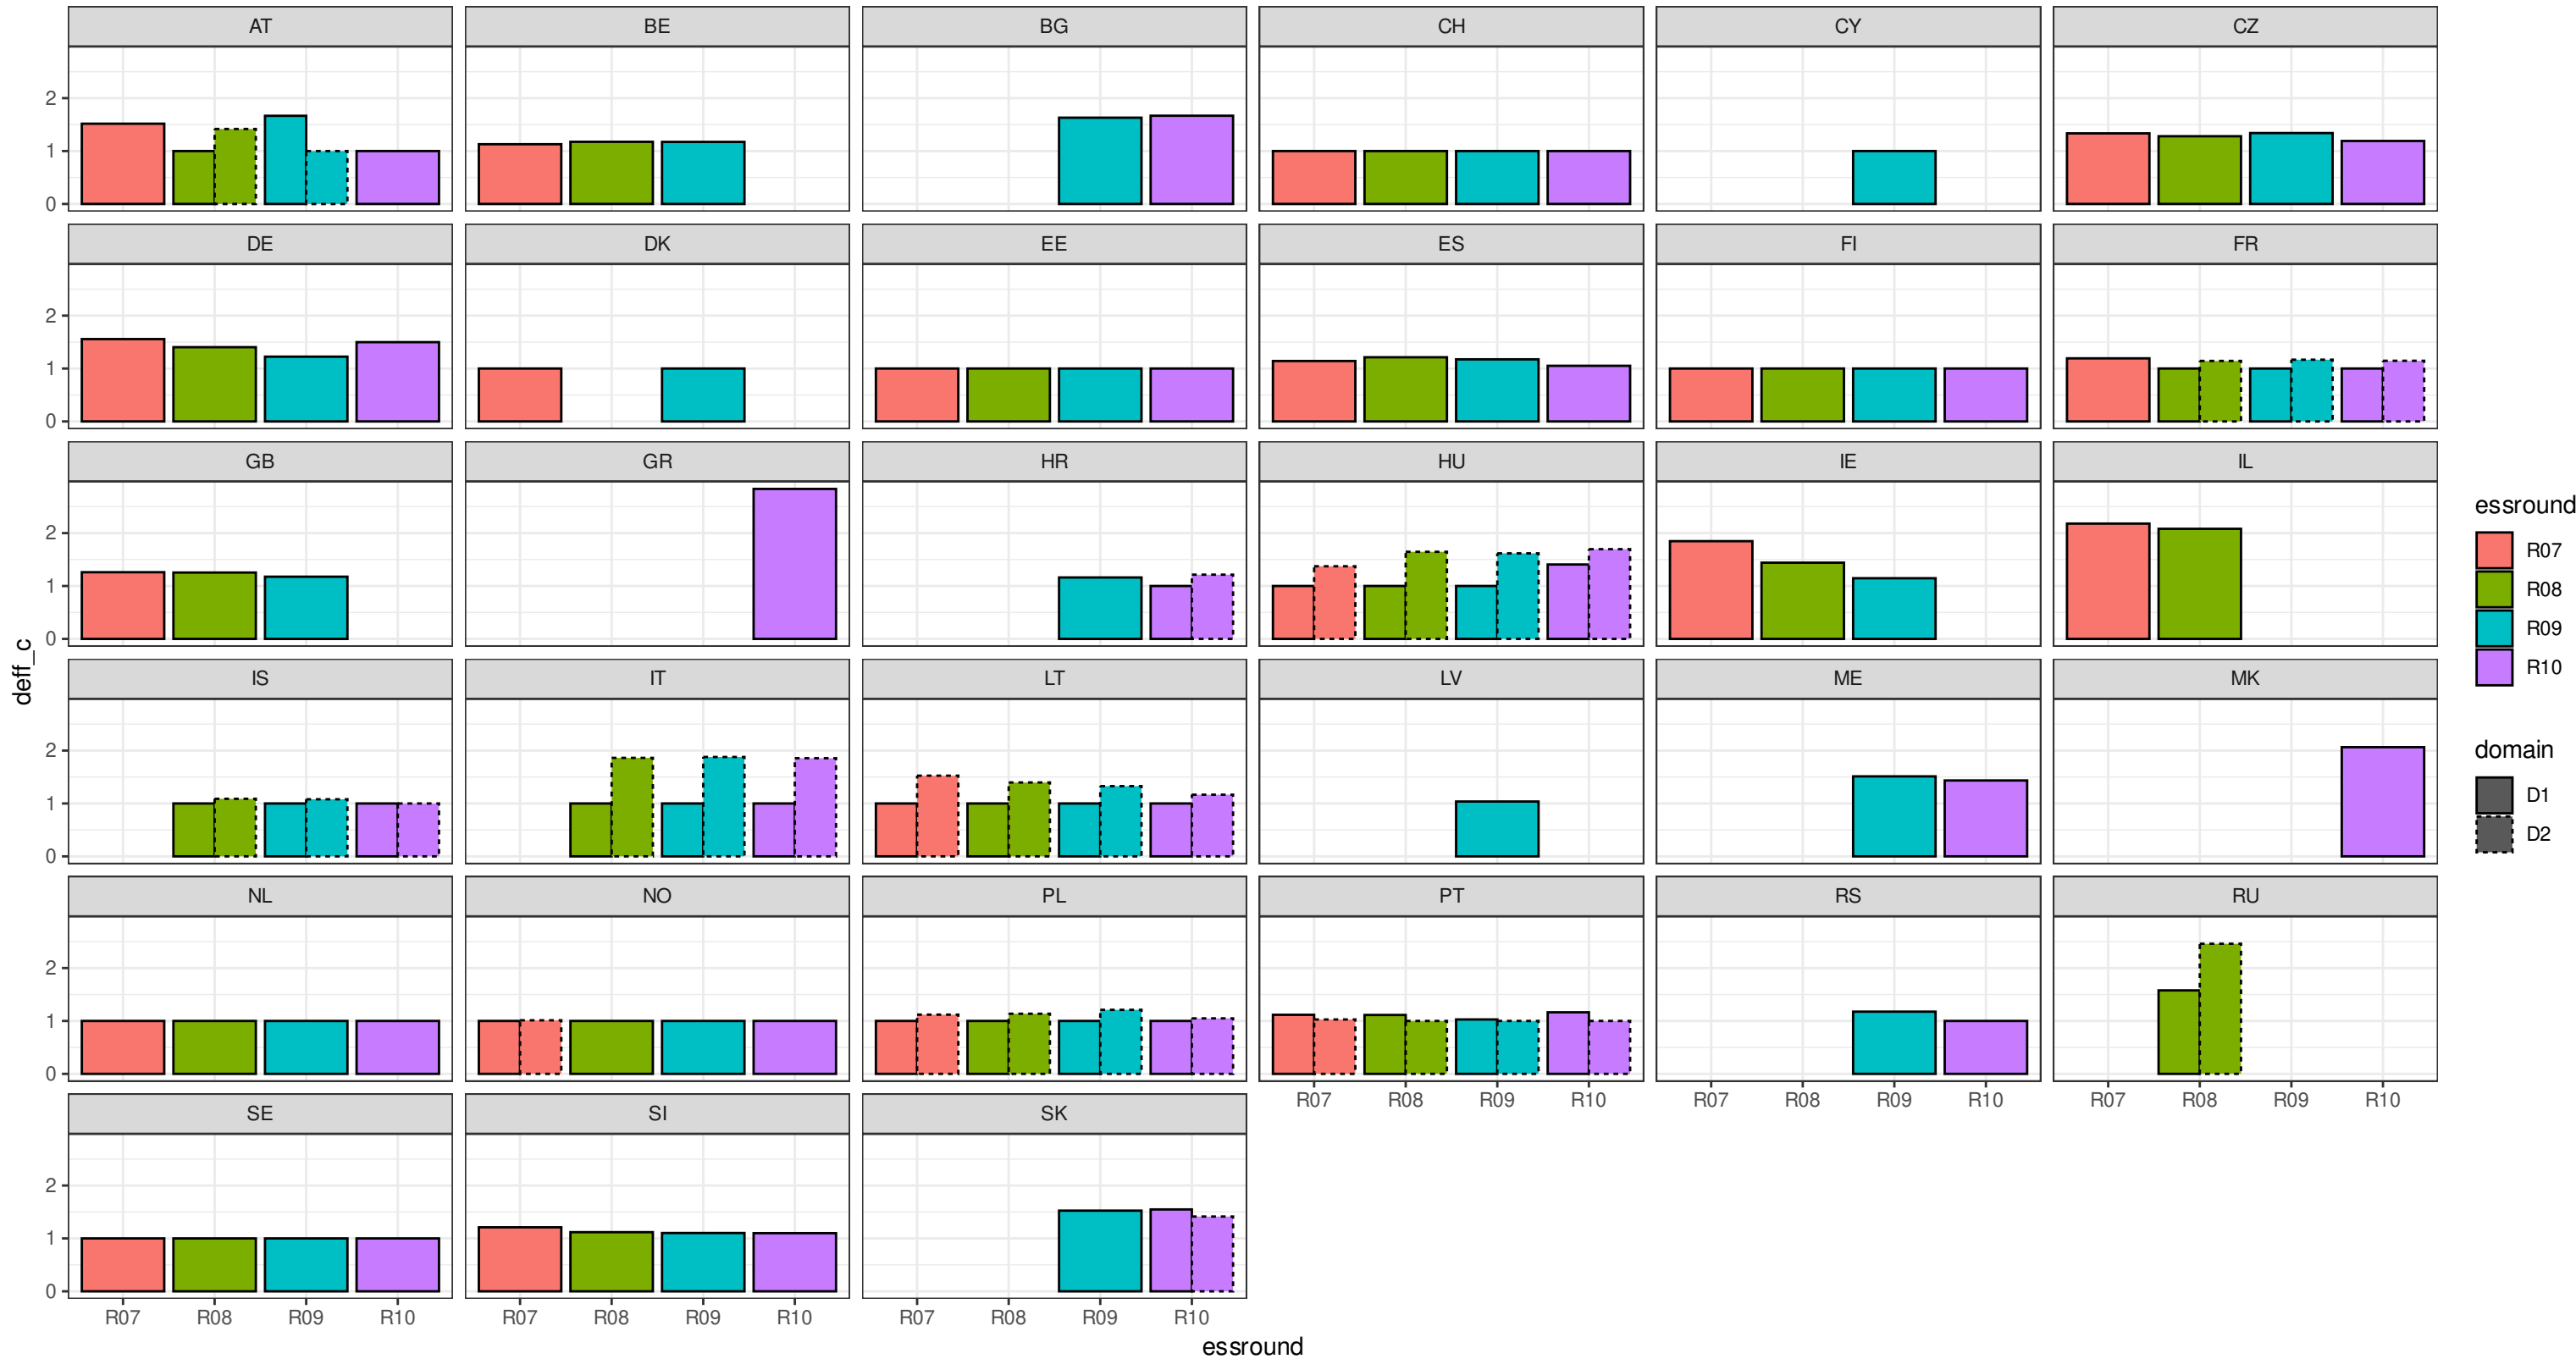 AT BE BG CH CY CZ
2
1
0
DE DK EE ES FI FR
2
1
0
GB GR HR HU IE IL
2
1
0
IS IT LT LV ME MK
2
1
0
NL NO PL PT RS RU
2
1
0
R07 R08 R09 R10 R07 R08 R09 R10 R07 R08 R09 R10
SE SI SK
2
1
0
R07 R08 R09 R10 R07 R08 R09 R10 R07 R08 R09 R10
essround
deff_c
essround
R07
R08
R09
R10
domain
D1
D2